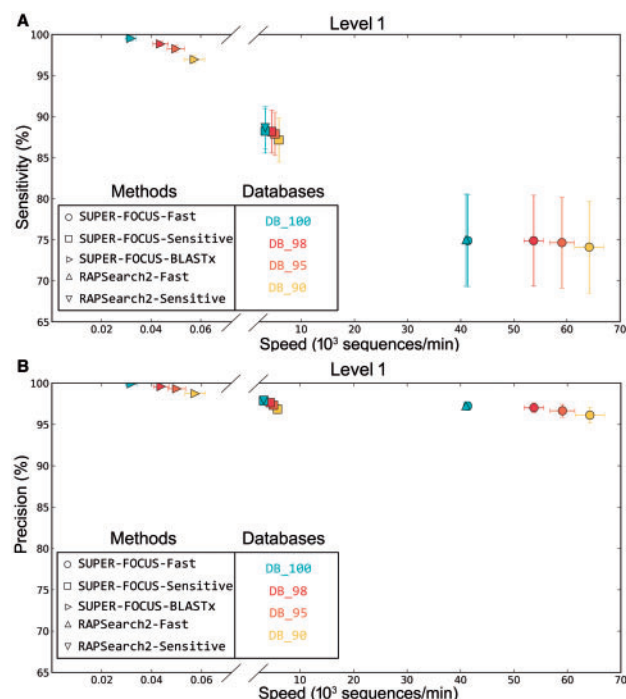 A
Level 1
100
95
90
85
80
75
70
65
Sensitivity (%)
Methods
Databases
SUPER-FOCUS-Fast
SUPER-FOCUS-Sensitive
SUPER-FOCUS-BLASTx
RAPSearch2-Fast
RAPSearch2-Sensitive
DB_100
DB_98
DB_95
DB_90
0.02 0.04 0.06 10 20 30 40 50 60 70
Speed (10³ sequences/min)
B
Level 1
100
95
90
85
80
75
70
65
Precision (%)
Methods
Databases
SUPER-FOCUS-Fast
SUPER-FOCUS-Sensitive
SUPER-FOCUS-BLASTx
RAPSearch2-Fast
RAPSearch2-Sensitive
DB_100
DB_98
DB_95
DB_90
0.02 0.04 0.06 10 20 30 40 50 60 70
Speed (10³ sequences/min)